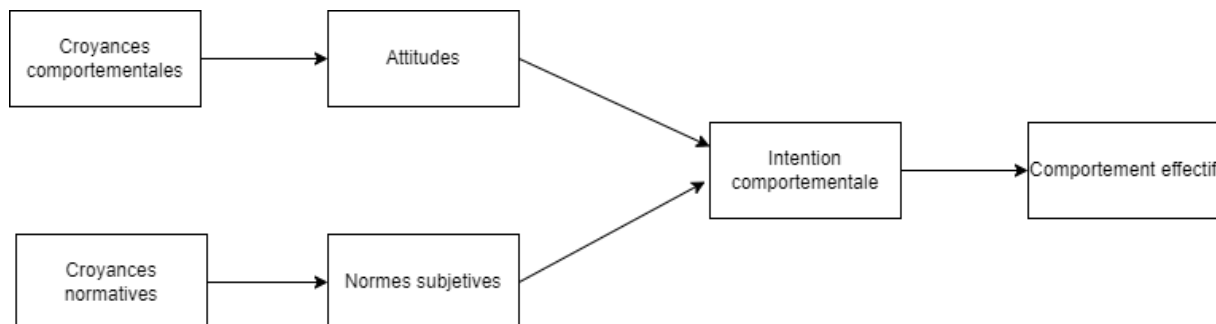 Croyances
comportementales
Attitudes
Intention
comportementale
Comportement effectif
Croyances
normatives
Normes subjetives